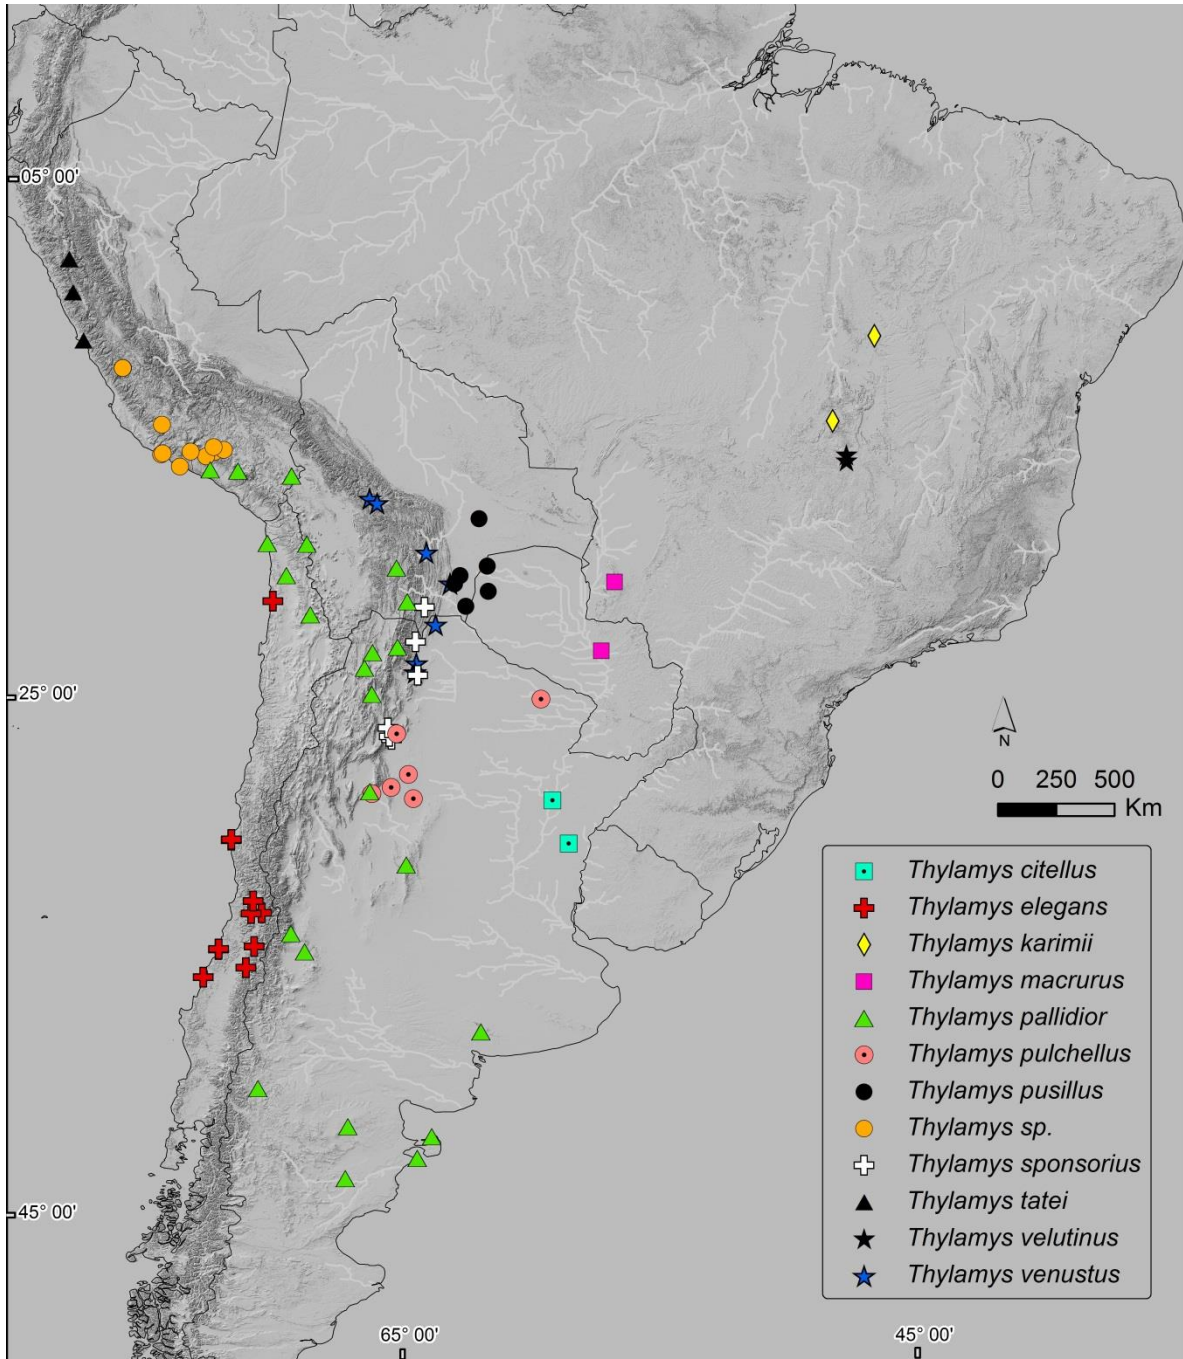 05° 00'
25° 00'
N
0 250 500
Km
Thylamys citellus
Thylamys elegans
Thylamys karimii
Thylamys macrurus
Thylamys pallidior
Thylamys pulchellus
Thylamys pusillus
Thylamys sp.
Thylamys sponsorius
Thylamys tatei
Thylamys velutinus
Thylamys venustus
45° 00'
65° 00'
45° 00'